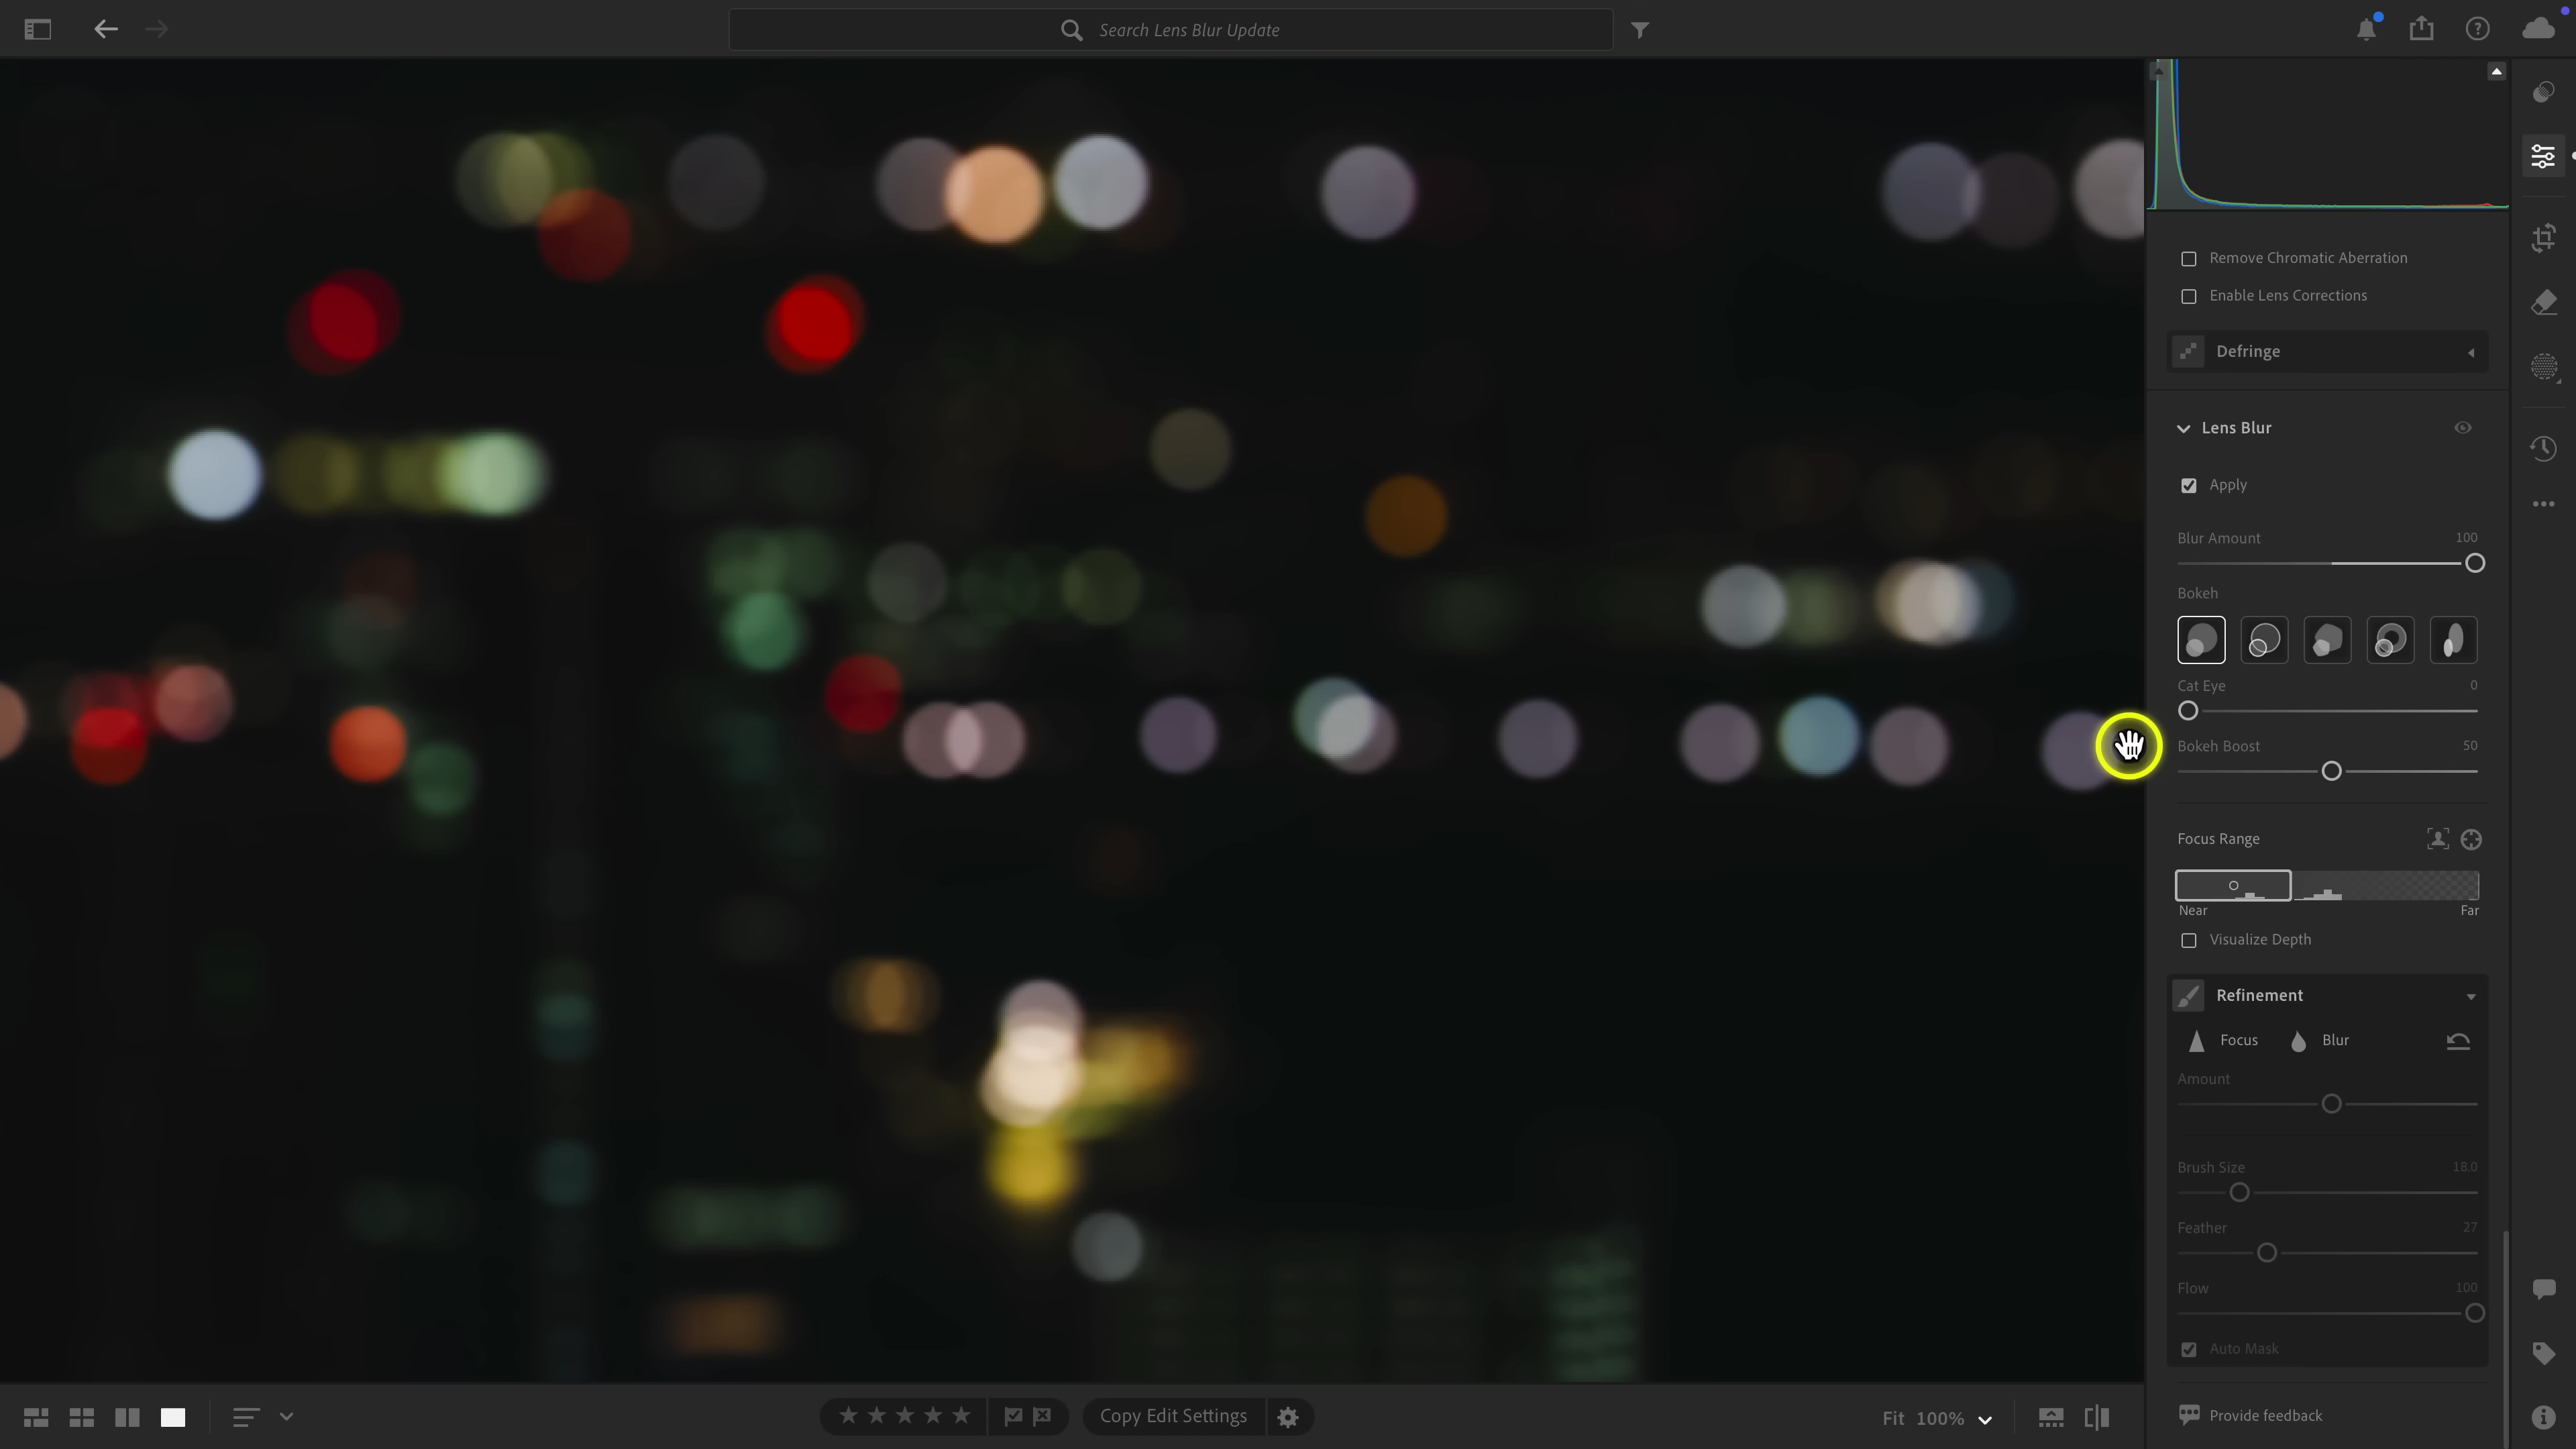 Search Lens Blur Update
Remove Chromatic Aberration
Enable Lens Corrections
Defringe
Lens Blur
Apply
Blur Amount 100
Bokeh
Cat Eye 0
Bokeh Boost 50
Focus Range
Near Far
Visualize Depth
Refinement
Focus Blur
Amount
Brush Size 18.0
Feather 27
Flow 100
Auto Mask
Copy Edit Settings
Fit 100%
Provide feedback